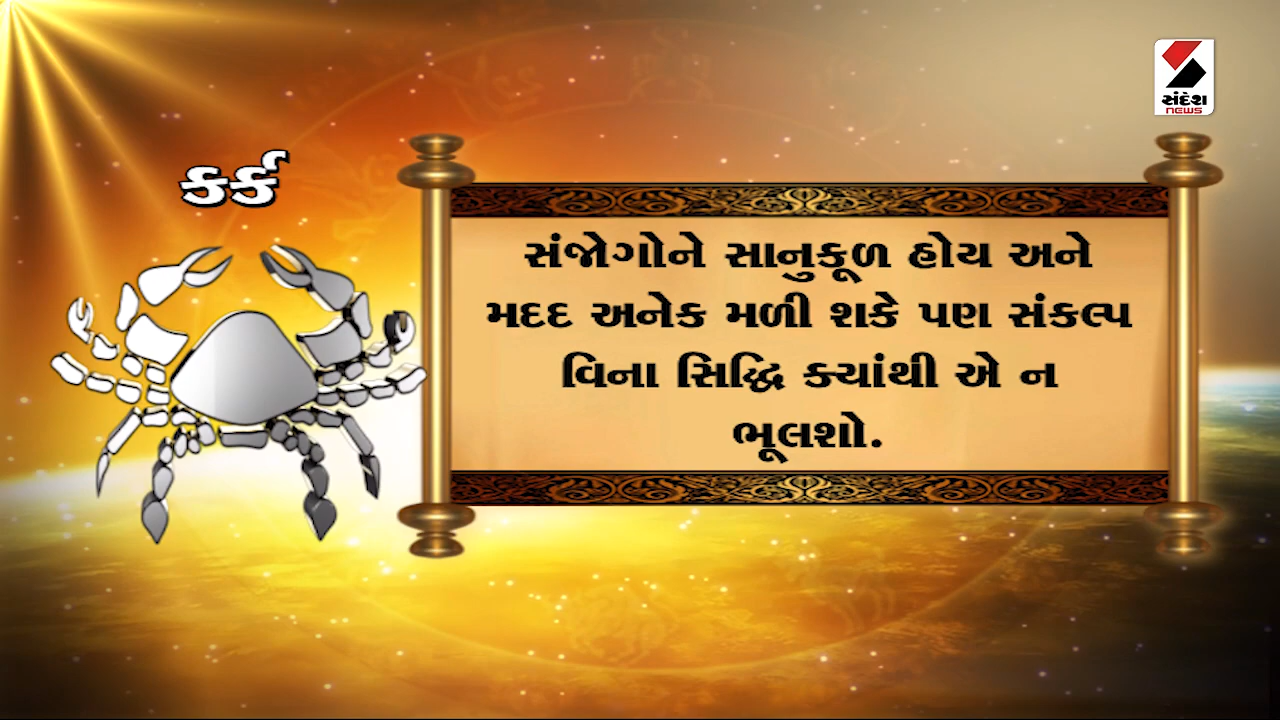 સંદેશ
NEWS
કર્ક
સંજોગોને સાનુકૂળ હોય અને
મદદ અનેક મળી શકે પણ સંકલ્પ
વિના સિદ્ધિ ક્યાંથી એ ન
ભૂલશો.